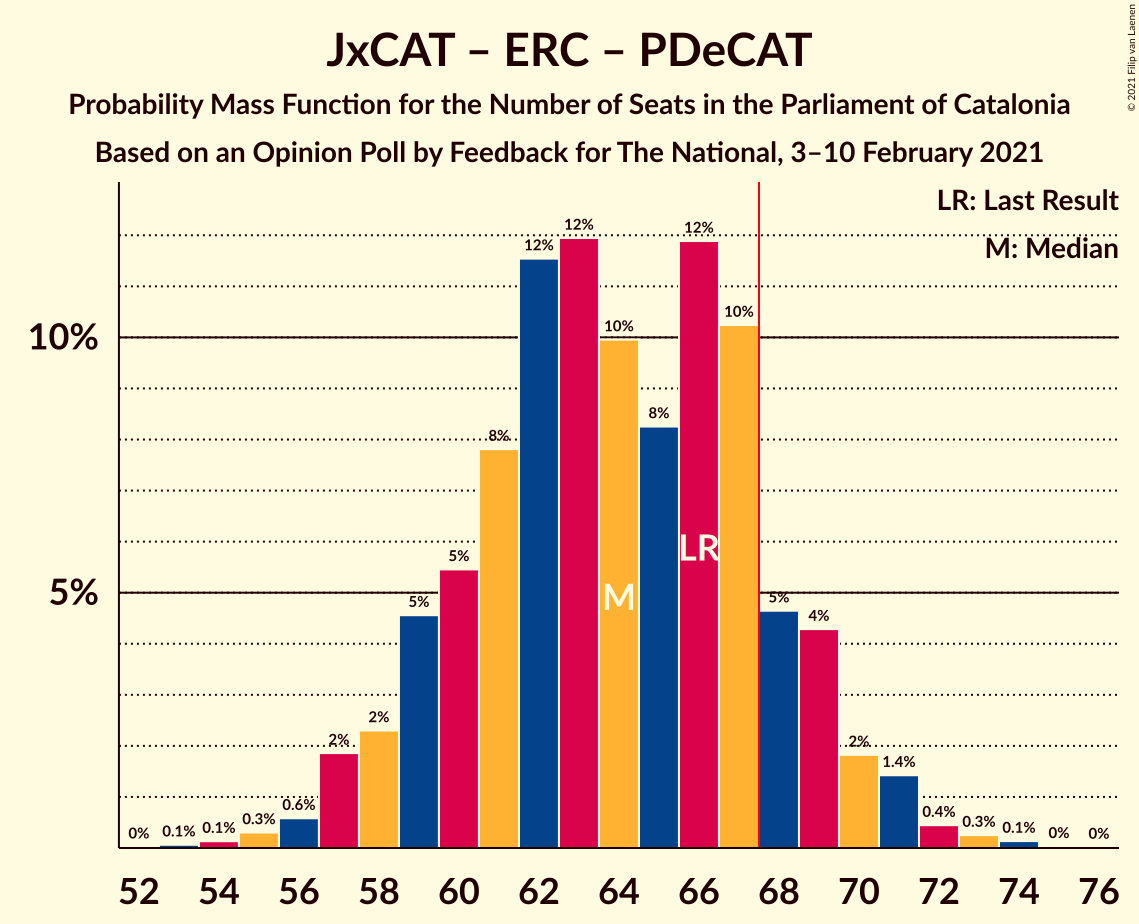 JxCAT – ERC – PDeCAT
Probability Mass Function for the Number of Seats in the Parliament of Catalonia
Based on an Opinion Poll by Feedback for The National, 3–10 February 2021
© 2021 Filip van Laenen
LR: Last Result
M: Median
10%
5%
0% 0.1% 0.1% 0.3% 0.6% 2% 2% 5% 5% 8% 12% 12% 10% 8% 12% 10% 5% 4% 2% 1.4% 0.4% 0.3% 0.1% 0% 0%
M
LR
52 54 56 58 60 62 64 66 68 70 72 74 76